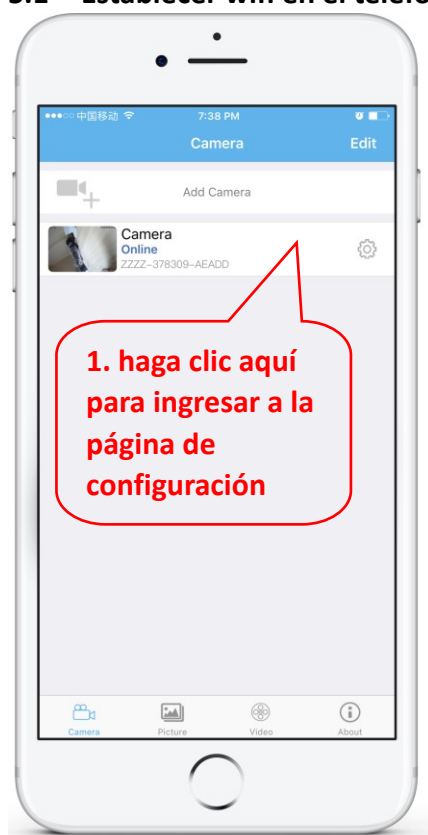 Establecer wifi en el teléfo
中国移动 7:38 PM
Camera Edit
Add Camera
Camera
Online
ZZZZ-378309-AEADD
1. haga clic aquí
para ingresar a la
página de
configuración
Camera Picture Video About